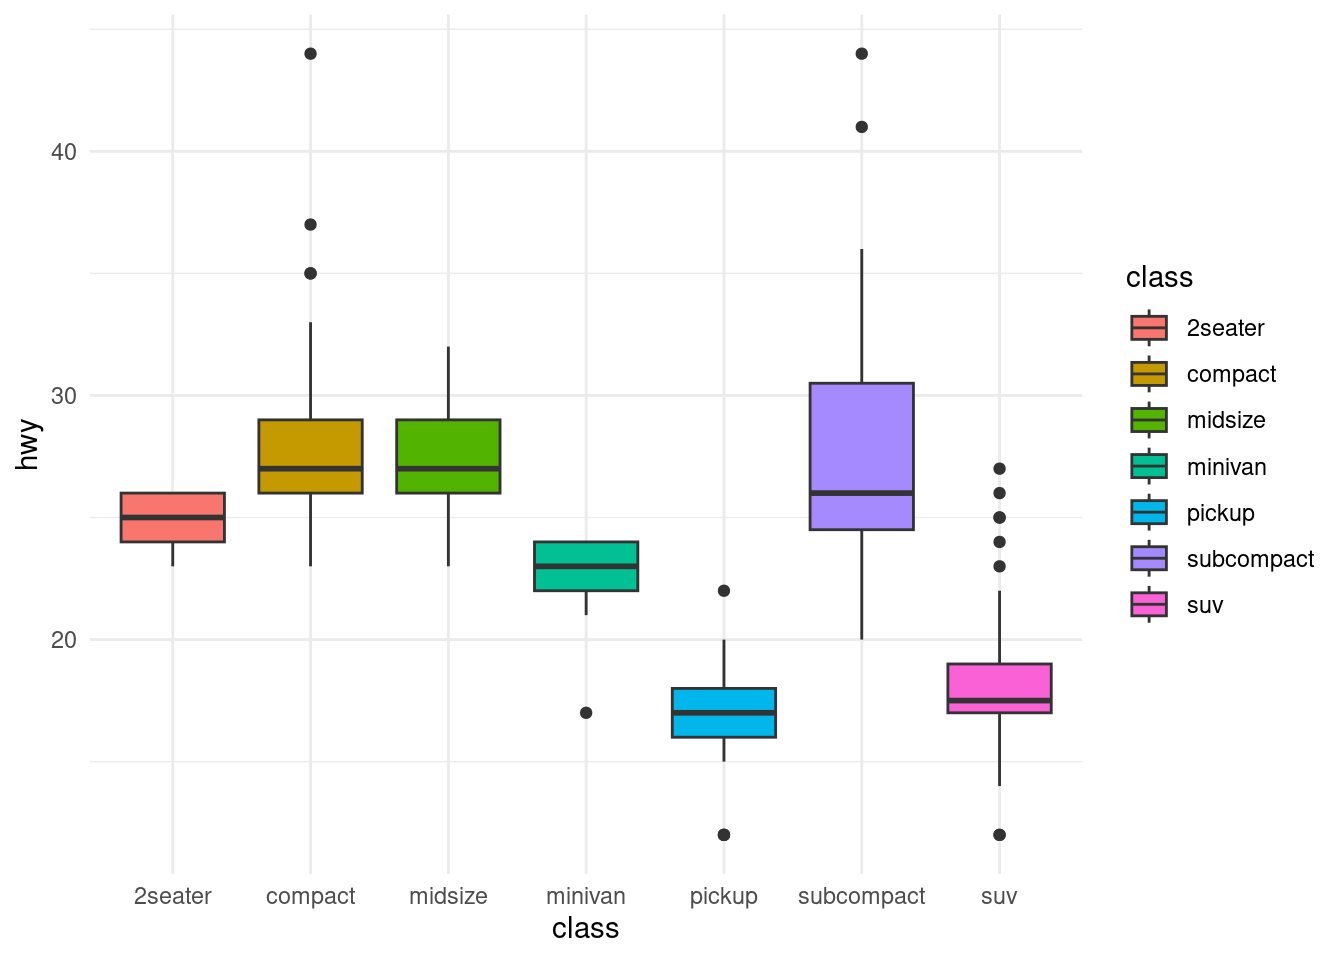 hwy
40
30
20
2seater
compact
midsize
minivan
pickup
subcompact
suv
class
class
2seater
compact
midsize
minivan
pickup
subcompact
suv